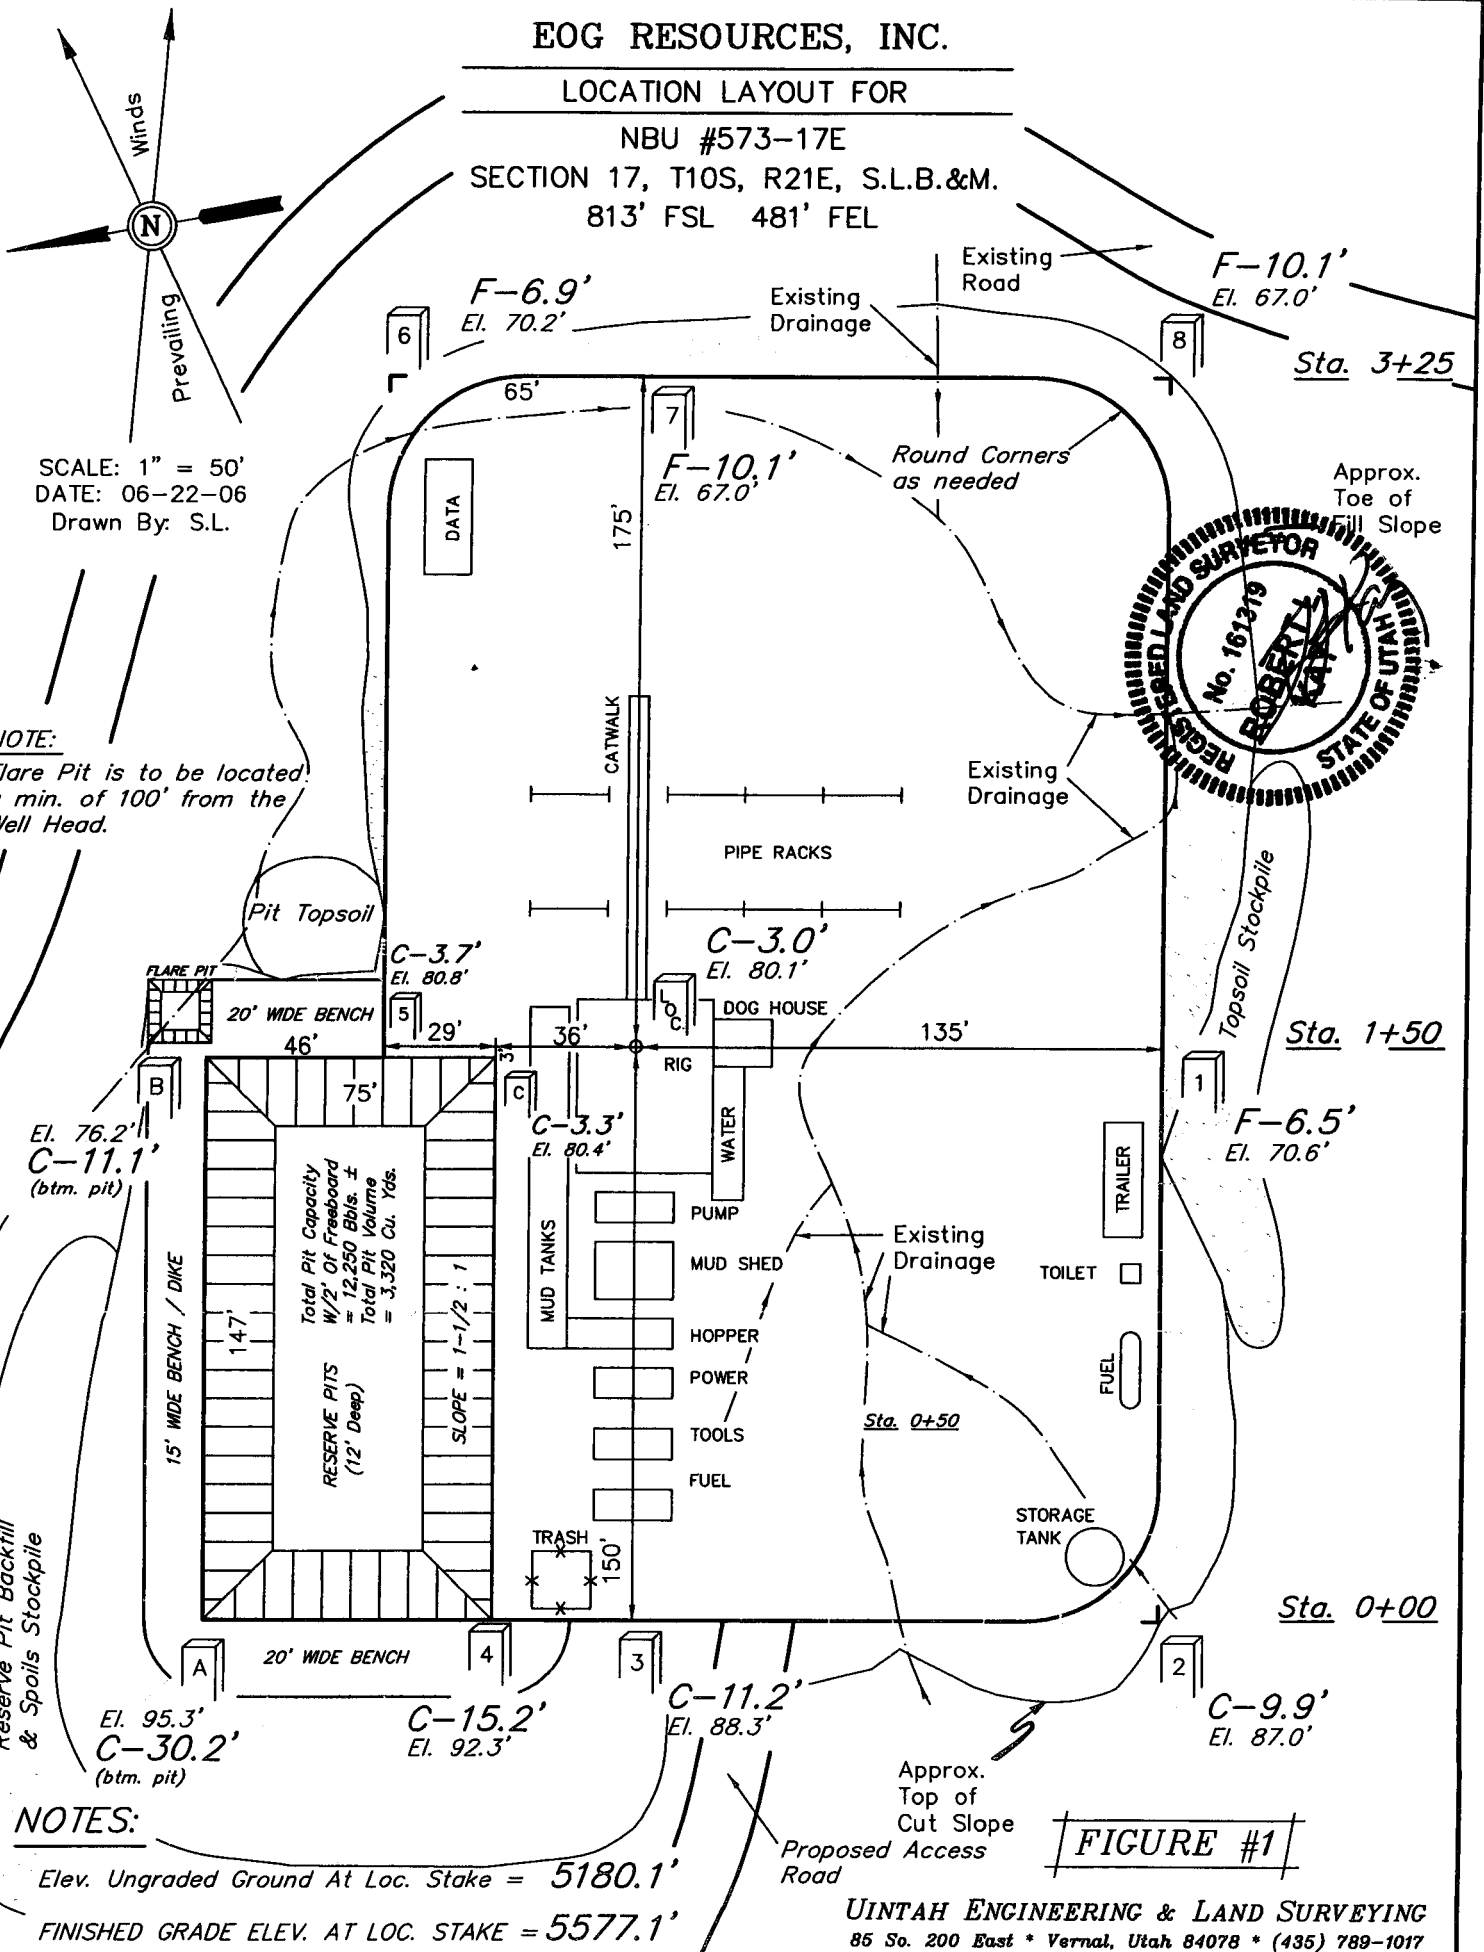 EOG RESOURCES, INC.
LOCATION LAYOUT FOR
NBU #573-17E
SECTION 17, T10S, R21E, S.L.B.&M.
813' FSL 481' FEL
Winds
N
Prevailing
SCALE: 1" = 50'
DATE: 06-22-06
Drawn By: S.L.
F-6.9'
El. 70.2'
6
Existing
Drainage
Existing
Road
F-10.1'
El. 67.0'
8
Sta. 3+25
65'
7
F-10.1'
El. 67.0'
Round Corners
as needed
Approx.
Toe of
Fill Slope
DATA
175'
REGISTERED LAND SURVEYOR
No. 161319
ROBERT L.
KAY
STATE OF UTAH
OTE:
lare Pit is to be located
min. of 100' from the
ell Head.
CATWALK
Existing
Drainage
PIPE RACKS
Pit Topsoil
Topsoil Stockpile
C-3.7'
El. 80.8'
C-3.0'
El. 80.1'
FLARE PIT
20' WIDE BENCH
5
LOC.
DOG HOUSE
46'
29'
36'
135'
Sta. 1+50
3'
RIG
B
75'
C
1
C-3.3'
El. 80.4'
WATER
F-6.5'
El. 70.6'
El. 76.2'
C-11.1'
(btm. pit)
Total Pit Capacity
W/2' Of Freeboard
= 12,250 Bbls. ±
Total Pit Volume
= 3,320 Cu. Yds.
TRAILER
PUMP
Existing
Drainage
MUD SHED
TOILET
15' WIDE BENCH / DIKE
147'
RESERVE PITS
(12' Deep)
SLOPE = 1-1/2 : 1
MUD TANKS
HOPPER
POWER
FUEL
Sta. 0+50
TOOLS
FUEL
STORAGE
TANK
TRASH
150'
Reserve Pit Backfill
& Spoils Stockpile
Sta. 0+00
A
20' WIDE BENCH
4
3
2
El. 95.3'
C-30.2'
(btm. pit)
C-15.2'
El. 92.3'
C-11.2'
El. 88.3'
C-9.9'
El. 87.0'
Approx.
Top of
Cut Slope
NOTES:
Proposed Access
Road
FIGURE #1
Elev. Ungraded Ground At Loc. Stake = 5180.1'
FINISHED GRADE ELEV. AT LOC. STAKE = 5577.1'
UINTAH ENGINEERING & LAND SURVEYING
85 So. 200 East * Vernal, Utah 84078 * (435) 789-1017